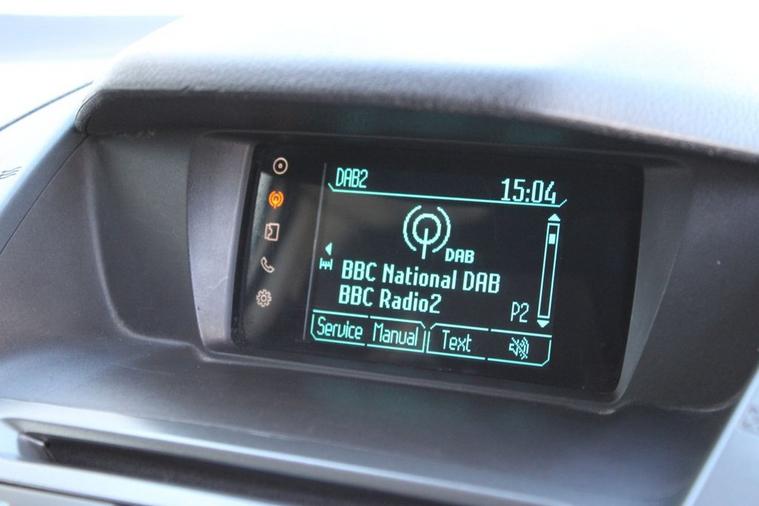 DAB2 15:04
DAB
BBC National DAB
BBC Radio2
P2
Service Manual Text